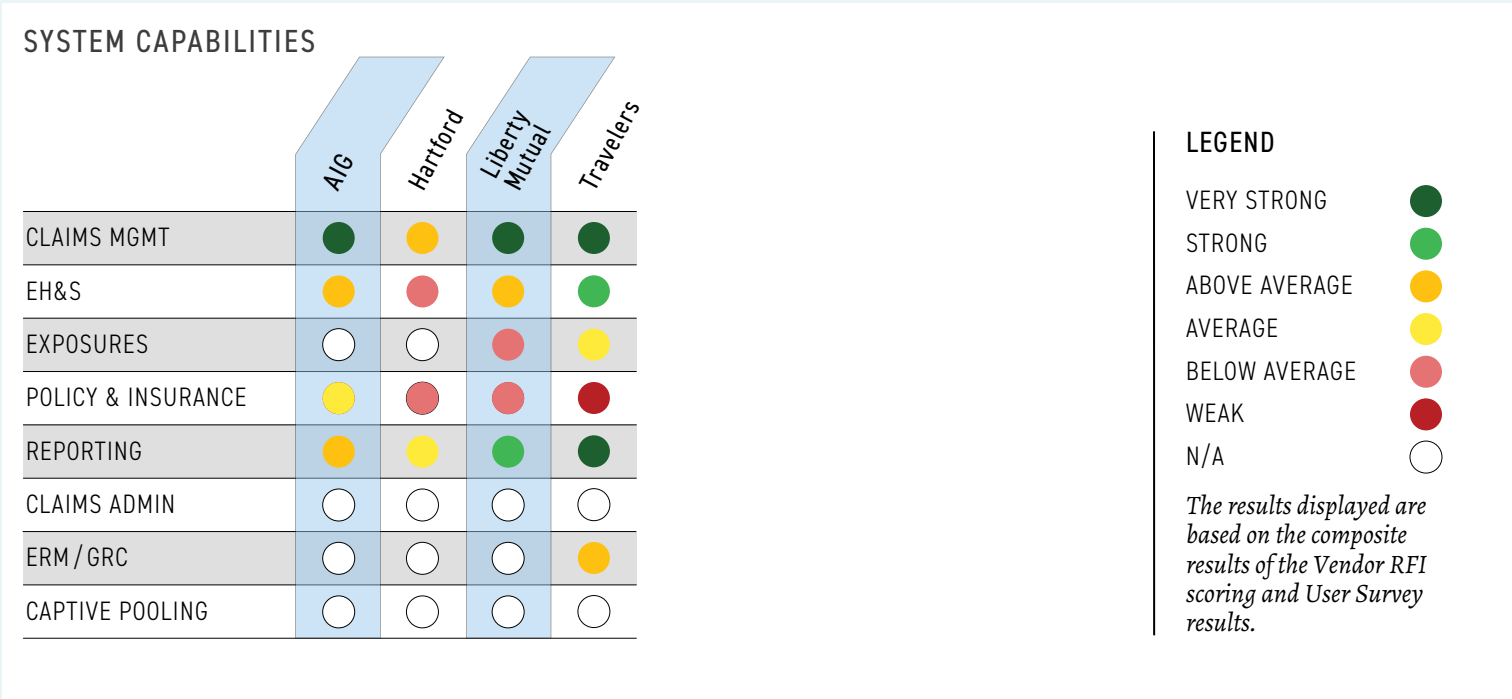 SYSTEM CAPABILITIES
AIG
Hartford
Liberty
Mutual
Travelers
CLAIMS MGMT
EH&S
EXPOSURES
POLICY & INSURANCE
REPORTING
CLAIMS ADMIN
ERM / GRC
CAPTIVE POOLING
LEGEND
VERY STRONG
STRONG
ABOVE AVERAGE
AVERAGE
BELOW AVERAGE
WEAK
N/A
The results displayed are
based on the composite
results of the Vendor RFI
scoring and User Survey
results.